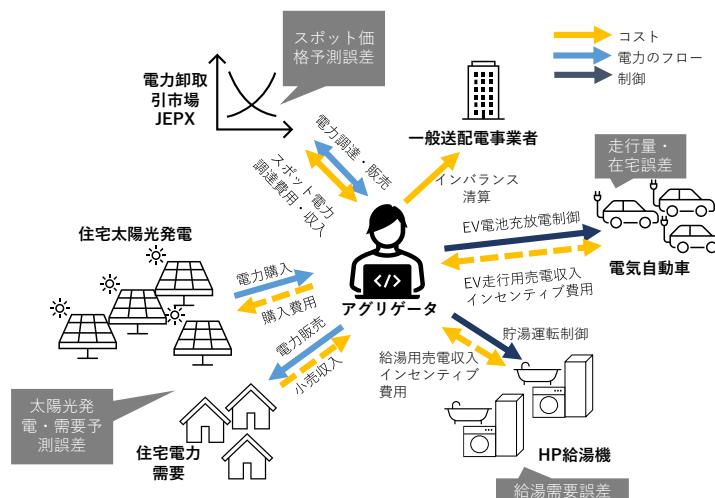 スポット価
格予測誤差
コスト
電力のフロー
制御
電力卸取
引市場
JEPX
一般送配電事業者
走行量・
在宅誤差
電力調達・販売
スポット電力
調達費用・収入
インバランス
清算
EV電池充放電制御
住宅太陽光発電
電力購入
購入費用
</>
アグリゲータ
EV走行用売電収入
インセンティブ費用
電気自動車
電力販売
小売収入
貯湯運転制御
給湯用売電収入
インセンティブ
費用
太陽光発
電・需要予
測誤差
住宅電力
需要
HP給湯機
給湯需要誤差